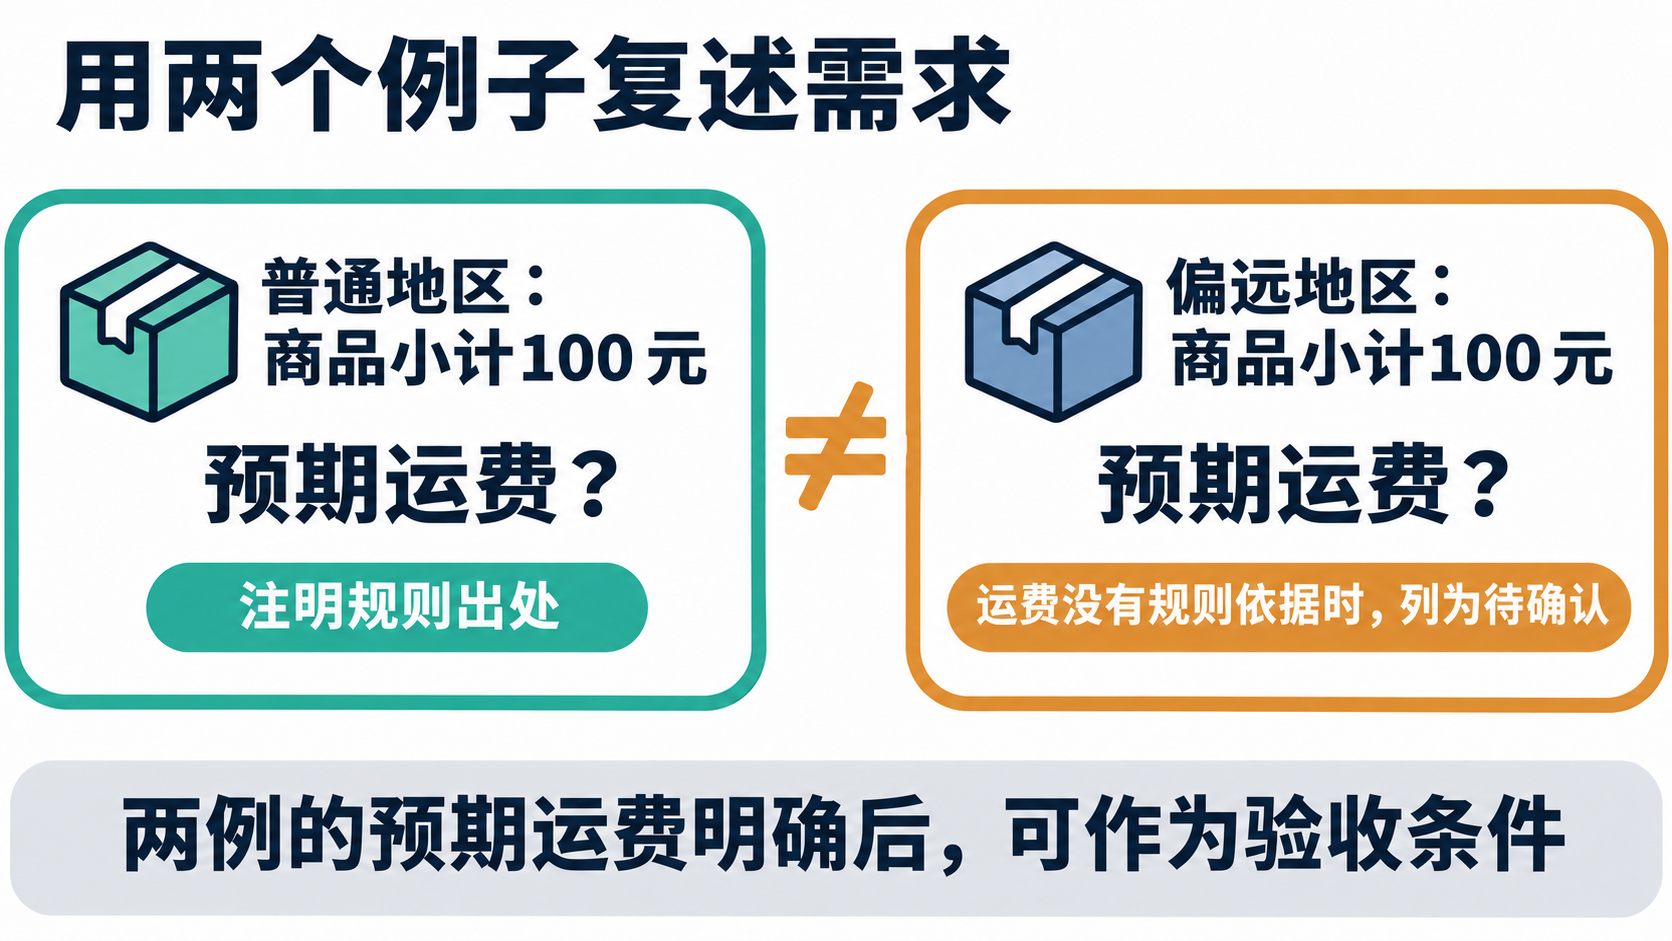 用两个例子复述需求
普通地区：
商品小计100元
预期运费？
注明规则出处
≠
偏远地区：
商品小计100元
预期运费？
运费没有规则依据时，列为待确认
两例的预期运费明确后，可作为验收条件